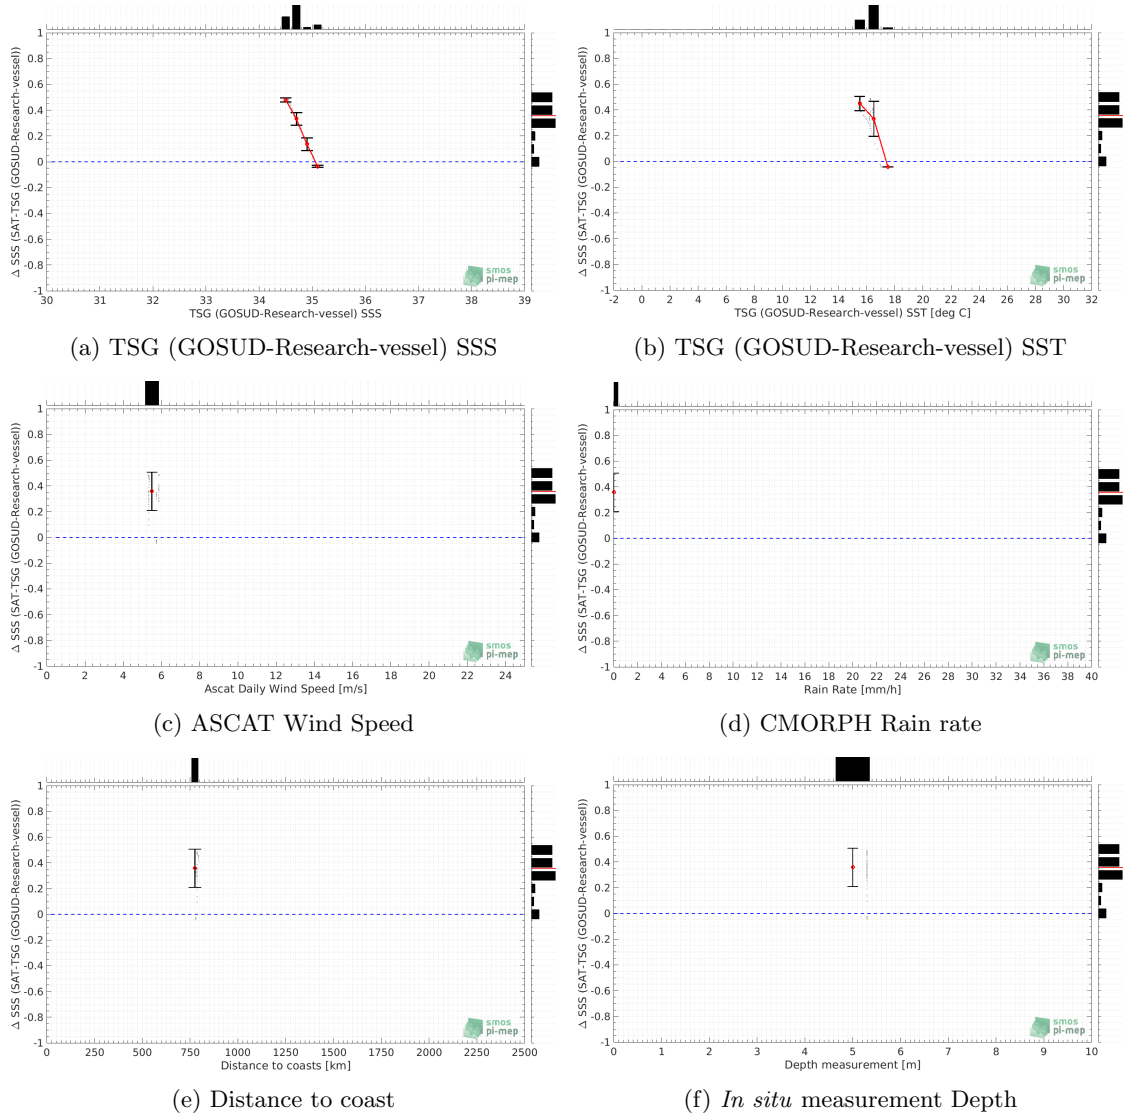 Δ SSS (SAT-TSG (GOSUD-Research-vessel))
1
0.8
0.6
0.4
0.2
0
-0.2
-0.4
-0.6
-0.8
-1
smos
pi-mep
30 31 32 33 34 35 36 37 38 39
TSG (GOSUD-Research-vessel) SSS
(a) TSG (GOSUD-Research-vessel) SSS
Δ SSS (SAT-TSG (GOSUD-Research-vessel))
1
0.8
0.6
0.4
0.2
0
-0.2
-0.4
-0.6
-0.8
-1
smos
pi-mep
-2 0 2 4 6 8 10 12 14 16 18 20 22 24 26 28 30 32
TSG (GOSUD-Research-vessel) SST [deg C]
(b) TSG (GOSUD-Research-vessel) SST
Δ SSS (SAT-TSG (GOSUD-Research-vessel))
1
0.8
0.6
0.4
0.2
0
-0.2
-0.4
-0.6
-0.8
-1
smos
pi-mep
0 2 4 6 8 10 12 14 16 18 20 22 24
Ascat Daily Wind Speed [m/s]
(c) ASCAT Wind Speed
Δ SSS (SAT-TSG (GOSUD-Research-vessel))
1
0.8
0.6
0.4
0.2
0
-0.2
-0.4
-0.6
-0.8
-1
smos
pi-mep
0 2 4 6 8 10 12 14 16 18 20 22 24 26 28 30 32 34 36 38 40
Rain Rate [mm/h]
(d) CMORPH Rain rate
Δ SSS (SAT-TSG (GOSUD-Research-vessel))
1
0.8
0.6
0.4
0.2
0
-0.2
-0.4
-0.6
-0.8
-1
smos
pi-mep
0 250 500 750 1000 1250 1500 1750 2000 2250 2500
Distance to coasts [km]
(e) Distance to coast
Δ SSS (SAT-TSG (GOSUD-Research-vessel))
1
0.8
0.6
0.4
0.2
0
-0.2
-0.4
-0.6
-0.8
-1
smos
pi-mep
0 1 2 3 4 5 6 7 8 9 10
Depth measurement [m]
(f) In situ measurement Depth